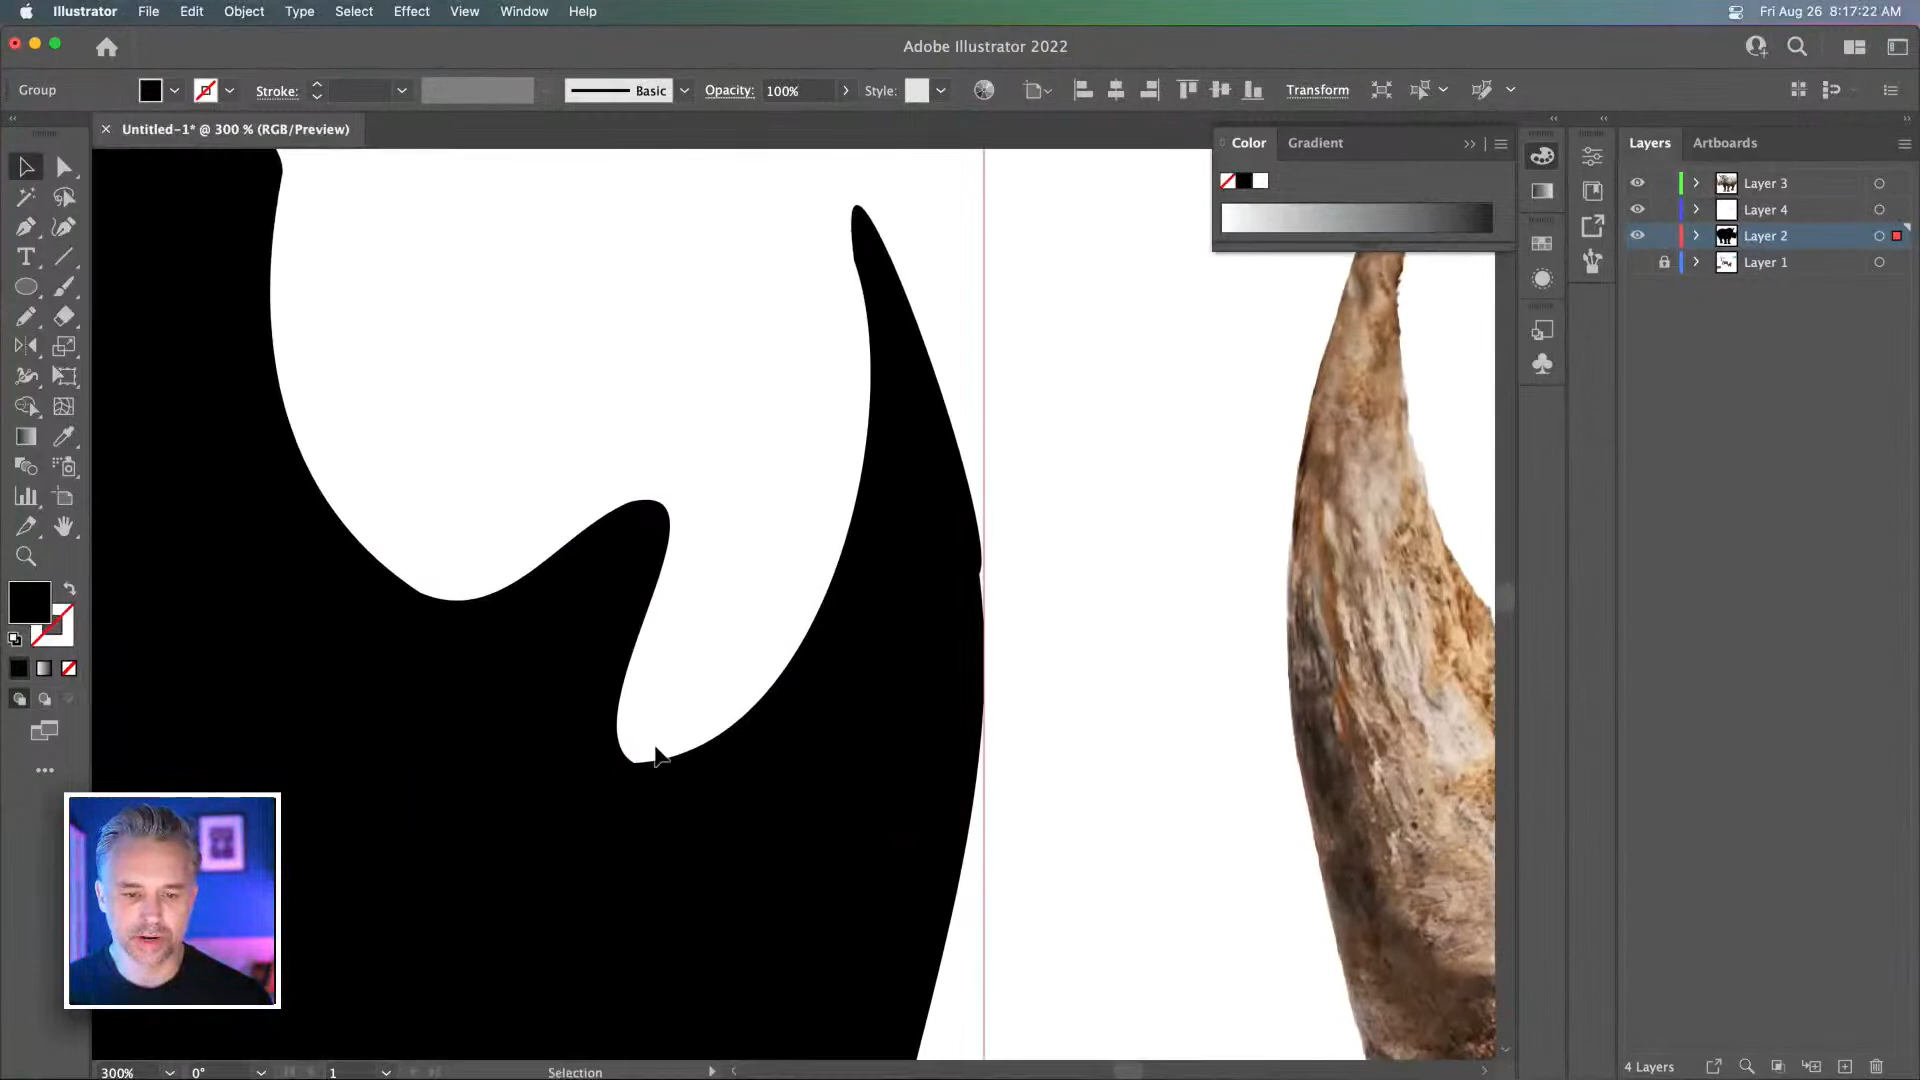 Illustrator File Edit Object Type Select Effect View Window Help
Fri Aug 26 8:17:22 AM
Adobe Illustrator 2022
Group
Stroke:
Basic
Opacity: 100%
Style:
Transform
× Untitled-1* @ 300 % (RGB/Preview)
Color Gradient
Layers Artboards
Layer 3
Layer 4
Layer 2
Layer 1
300% 0° 1 Selection
4 Layers